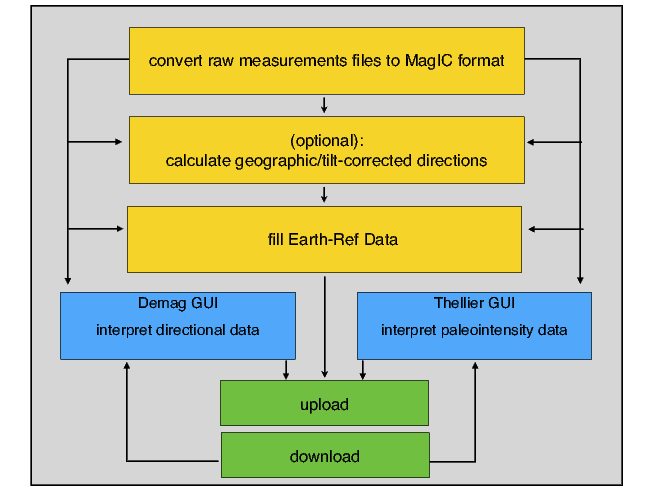 convert raw measurements files to MagIC format
(optional):
calculate geographic/tilt-corrected directions
fill Earth-Ref Data
Demag GUI
interpret directional data
Thellier GUI
interpret paleointensity data
upload
download